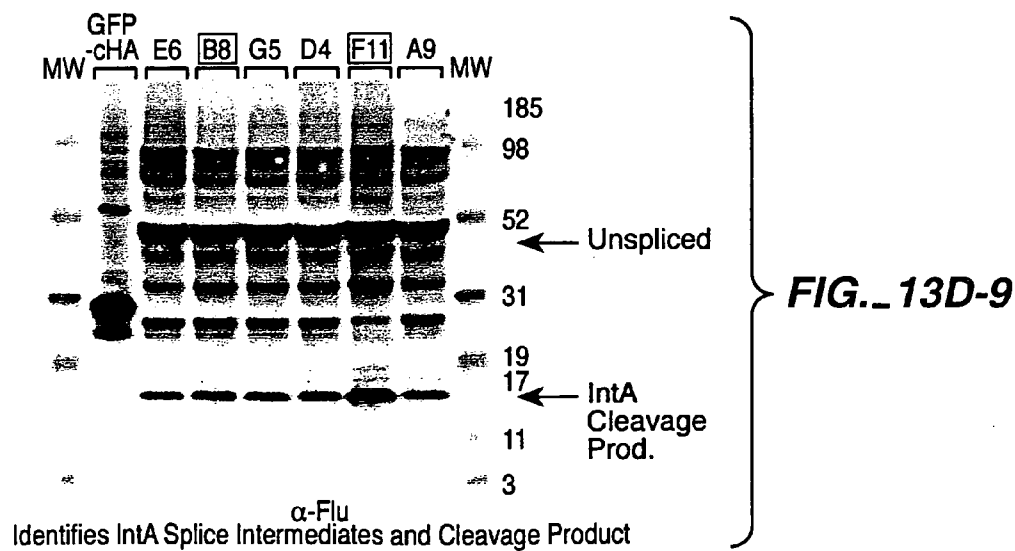 GFP
-cHA
MW E6 B8 G5 D4 F11 A9 MW
185
98
52
Unspliced
31
FIG._13D-9
19
17
IntA
Cleavage
Prod.
11
3
α-Flu
Identifies IntA Splice Intermediates and Cleavage Product